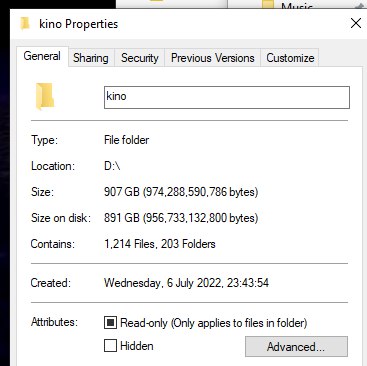 Music
kino Properties
General Sharing Security Previous Versions Customize
kino
Type: File folder
Location: D:\
Size: 907 GB (974,288,590,786 bytes)
Size on disk: 891 GB (956,733,132,800 bytes)
Contains: 1,214 Files, 203 Folders
Created: Wednesday, 6 July 2022, 23:43:54
Attributes: Read-only (Only applies to files in folder)
Hidden Advanced...